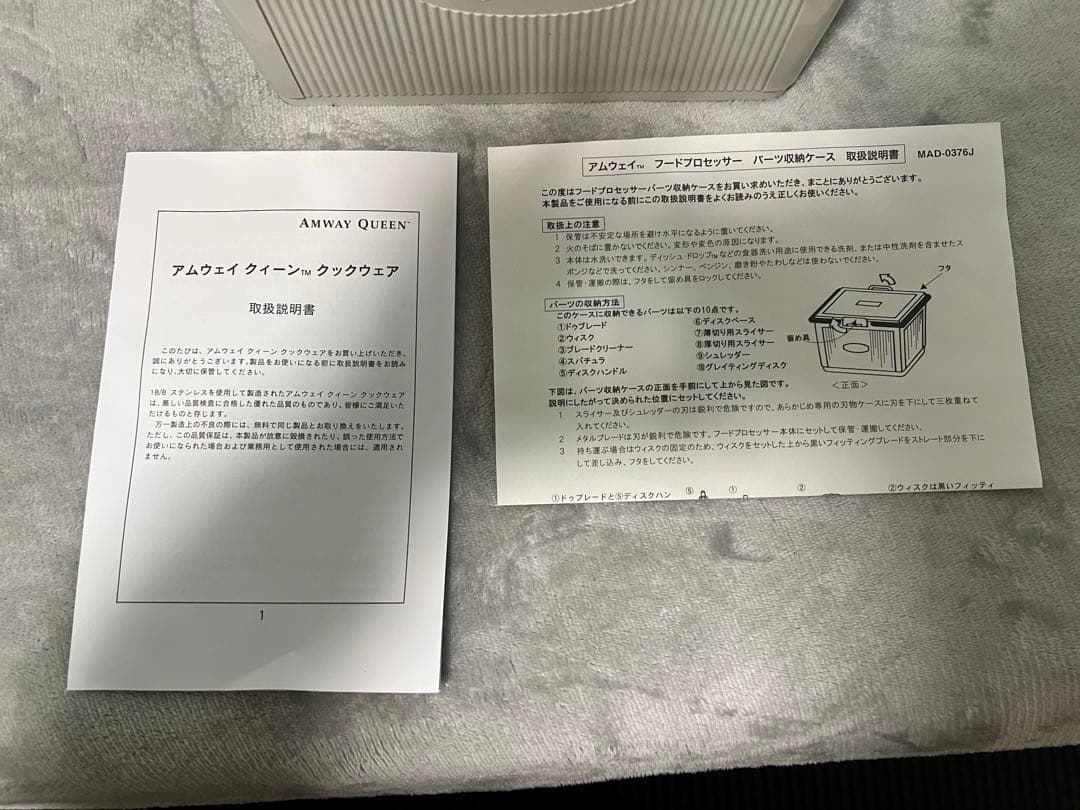 AMWAY QUEEN™
アムウェイ クィーン™ クックウェア
取扱説明書
このたびは、アムウェイ クィーン クックウェアをお買い上げいただき、
誠にありがとうございます。製品をお使いになる前に取扱説明書をお読み
になり、大切に保管してください。
18/8 ステンレスを使用して製造されたアムウェイ クィーン クックウェア
は、厳しい品質検査に合格した優れた品質のものであり、皆様にご満足いた
だけるものと存じます。
万一製造上の不良の際には、無料で同じ製品とお取り換えをいたします。
ただし、この品質保証は、本製品が故意に毀損されたり、誤った使用方法で
お使いになられた場合および業務用として使用された場合には、適用され
ません。
1
アムウェイ™ フードプロセッサー パーツ収納ケース 取扱説明書 MAD-0376J
この度はフードプロセッサーパーツ収納ケースをお買い求めいただき、まことにありがとうございます。
本製品をご使用になる前にこの取扱説明書をよくお読みのうえ正しくお使いください。
取扱上の注意
1 保管は不安定な場所を避け水平になるように置いてください。
2 火のそばに置かないでください。変形や変色の原因になります。
3 本体は水洗いできます。ディッシュ・ドロップ™などの食器洗い用途に使用できる洗剤、または中性洗剤を含ませたス
ポンジなどで洗ってください。シンナー、ベンジン、磨き粉やたわしなどは使わないでください。
4 保管・運搬の際は、フタをして留め具をロックしてください。
パーツの収納方法
このケースに収納できるパーツは以下の10点です。
①ドゥブレード
②ウィスク
③ブレードクリーナー
④スパチュラ
⑤ディスクハンドル
⑥ディスクベース
⑦薄切り用スライサー
⑧厚切り用スライサー
⑨シュレッダー
⑩グレイティングディスク
フタ
留め具
＜正面＞
下図は、パーツ収納ケースの正面を手前にして上から見た図です。
説明にしたがって決められた位置にセットしてください。
1 スライサー及びシュレッダーの刃は鋭利で危険ですので、あらかじめ専用の刃物ケースに刃を下にして三枚重ねて
入れてください。
2 メタルブレードは刃が鋭利で危険です。フードプロセッサー本体にセットして保管・運搬してください。
3 持ち運ぶ場合はウィスクの固定のため、ウィスクをセットした上から黒いフィッティングブレードをストレート部分を下に
して差し込み、フタをしてください。
①ドゥブレードと⑤ディスクハン ⑤ ① ② ②ウィスクは黒いフィッティ